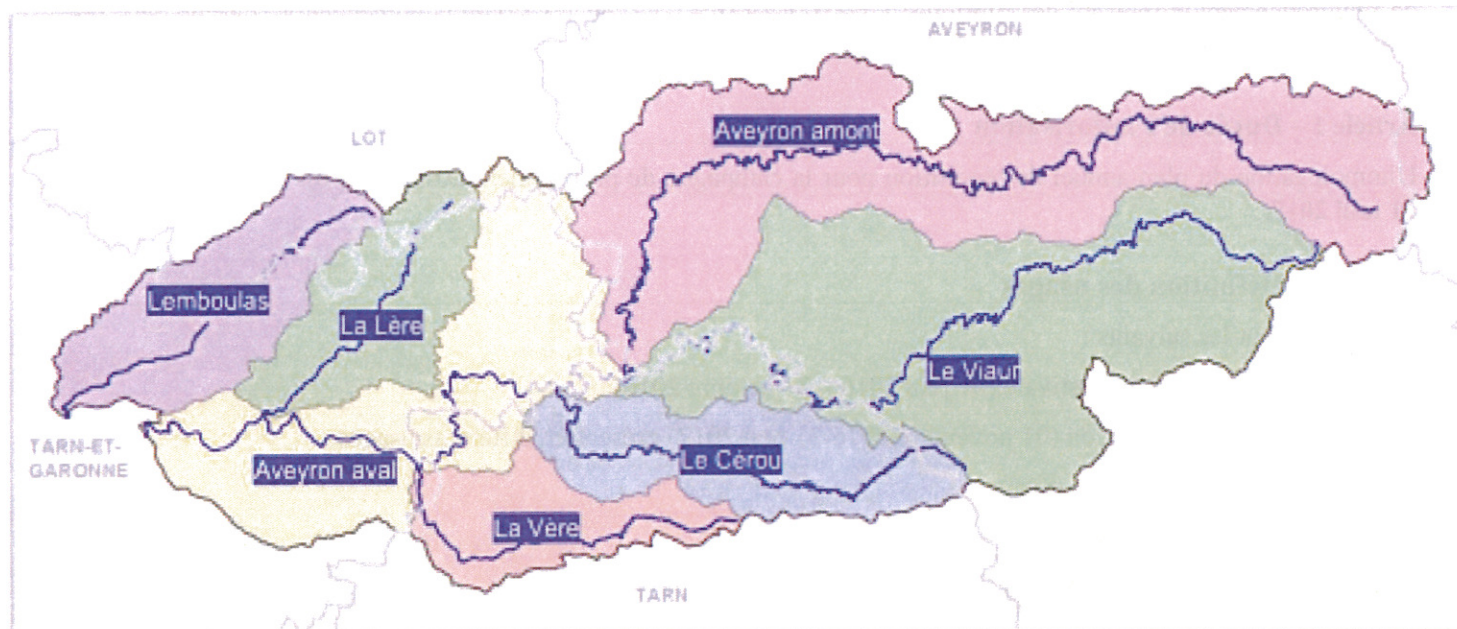 AVEYRON
Aveyron amont
LOT
Lemboulas
La Lère
Le Viaur
TARN-ET-
GARONNE
Aveyron aval
Le Cérou
La Vère
TARN